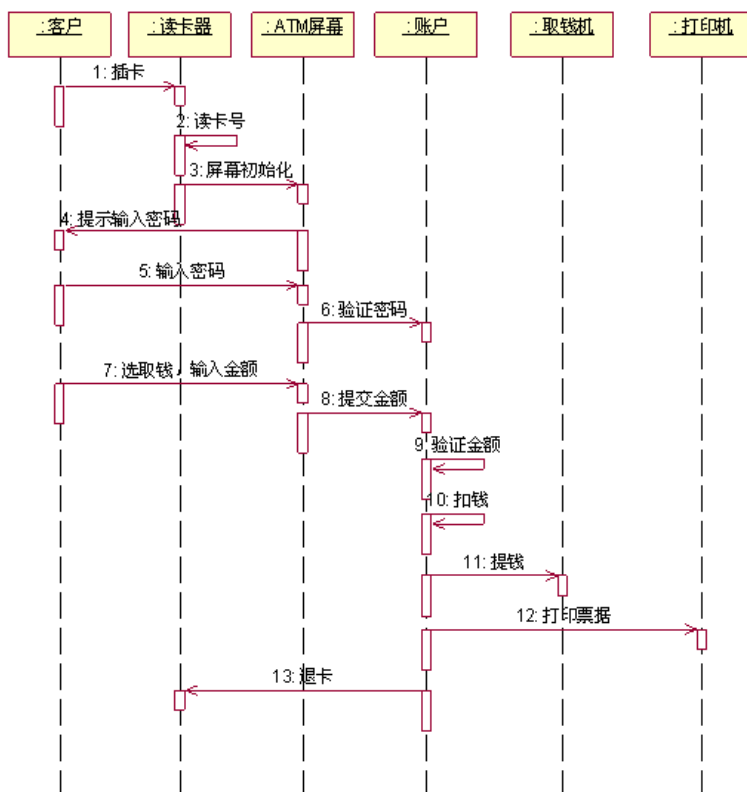 : 客户
: 读卡器
: ATM屏幕
: 账户
: 取钱机
: 打印机
1: 插卡
2: 读卡号
3: 屏幕初始化
4: 提示输入密码
5: 输入密码
6: 验证密码
7: 选取钱，输入金额
8: 提交金额
9: 验证金额
10: 扣钱
11: 提钱
12: 打印票据
13: 退卡